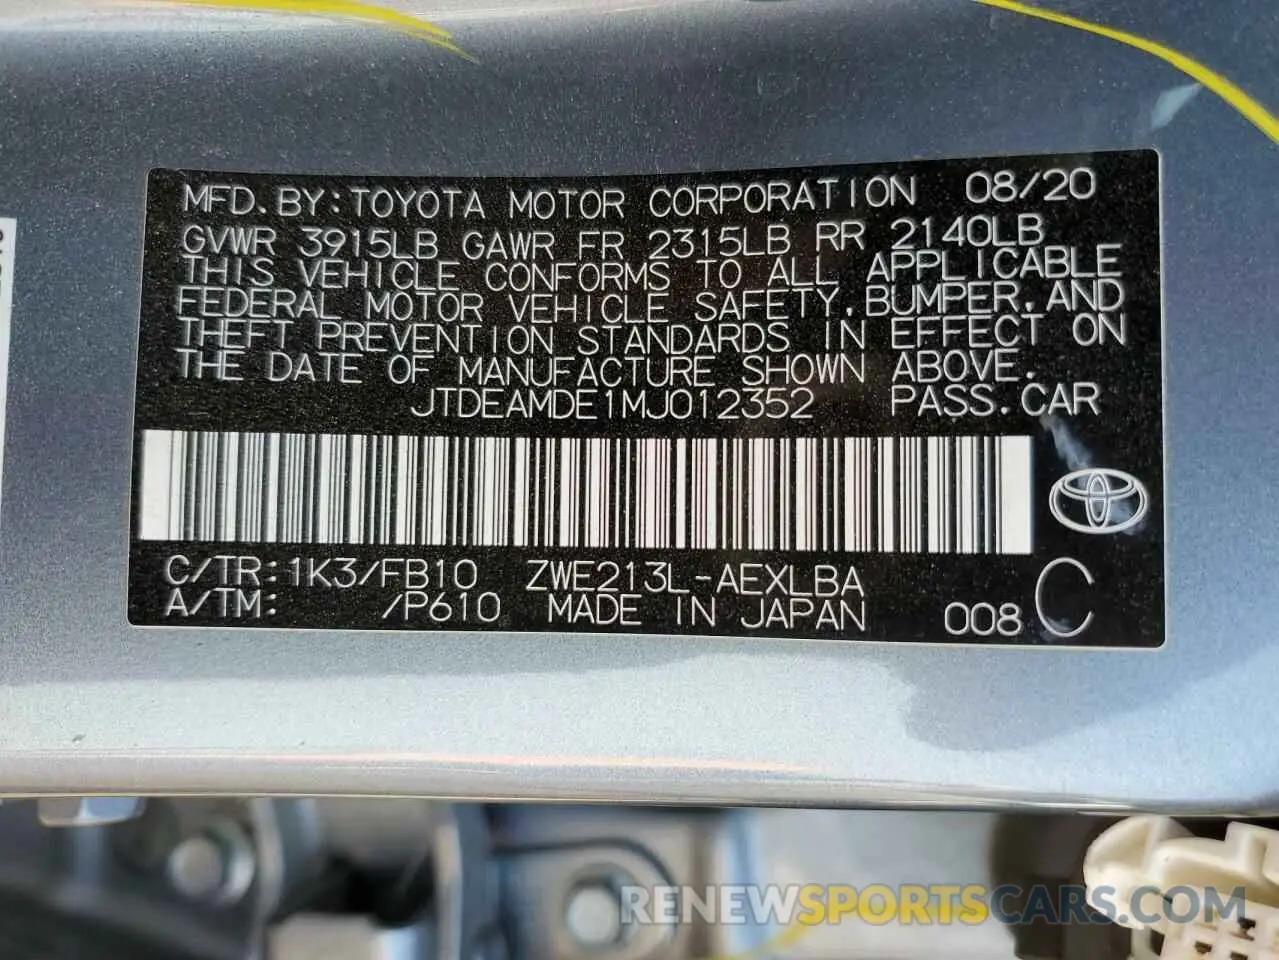 MFD. BY: TOYOTA MOTOR CORPORATION 08/20
GVWR 3915LB GAWR FR 2315LB RR 2140LB
THIS VEHICLE CONFORMS TO ALL APPLICABLE
FEDERAL MOTOR VEHICLE SAFETY, BUMPER, AND
THEFT PREVENTION STANDARDS IN EFFECT ON
THE DATE OF MANUFACTURE SHOWN ABOVE.
JTDEAMDE1MJ012352 PASS. CAR
C/TR: 1K3/FB10 ZWE213L-AEXLBA
A/TM: /P610 MADE IN JAPAN 008 C
RENEWSPORTSCARS.COM